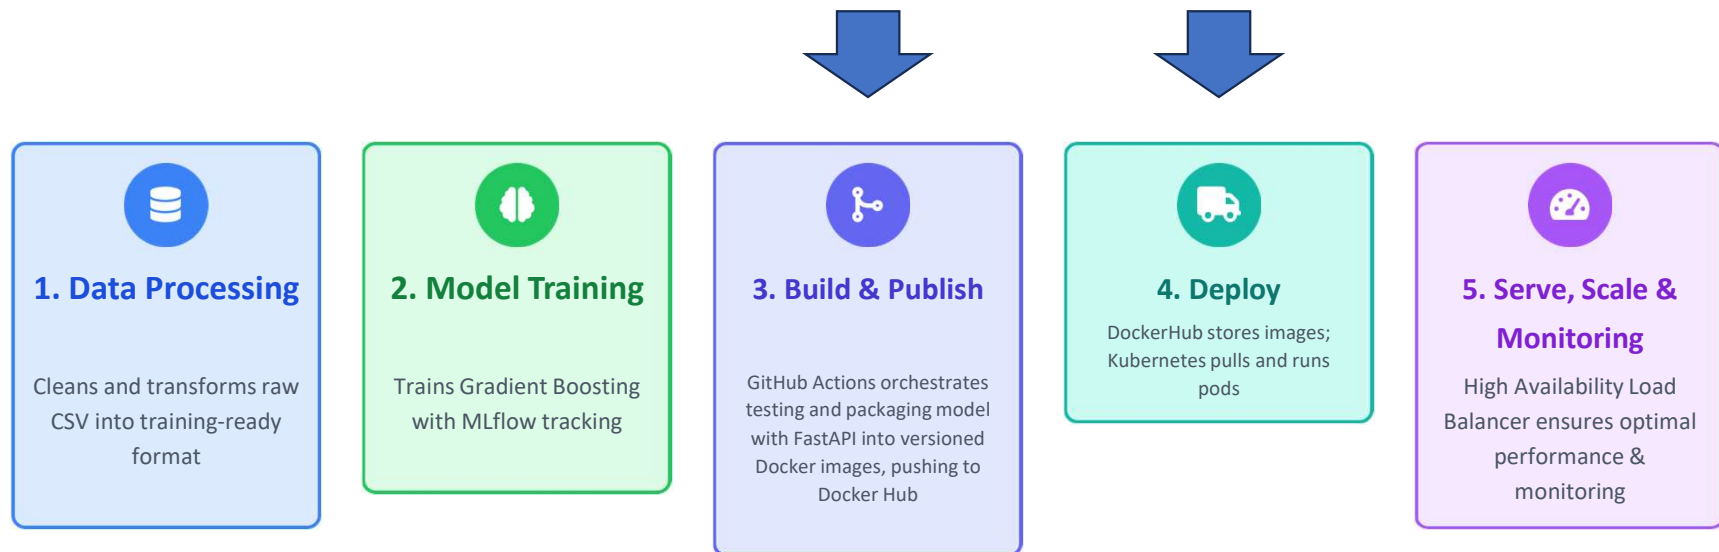 1. Data Processing
Cleans and transforms raw
CSV into training-ready
format
2. Model Training
Trains Gradient Boosting
with MLflow tracking
3. Build & Publish
GitHub Actions orchestrates
testing and packaging model
with FastAPI into versioned
Docker images, pushing to
Docker Hub
4. Deploy
DockerHub stores images;
Kubernetes pulls and runs
pods
5. Serve, Scale &
Monitoring
High Availability Load
Balancer ensures optimal
performance &
monitoring